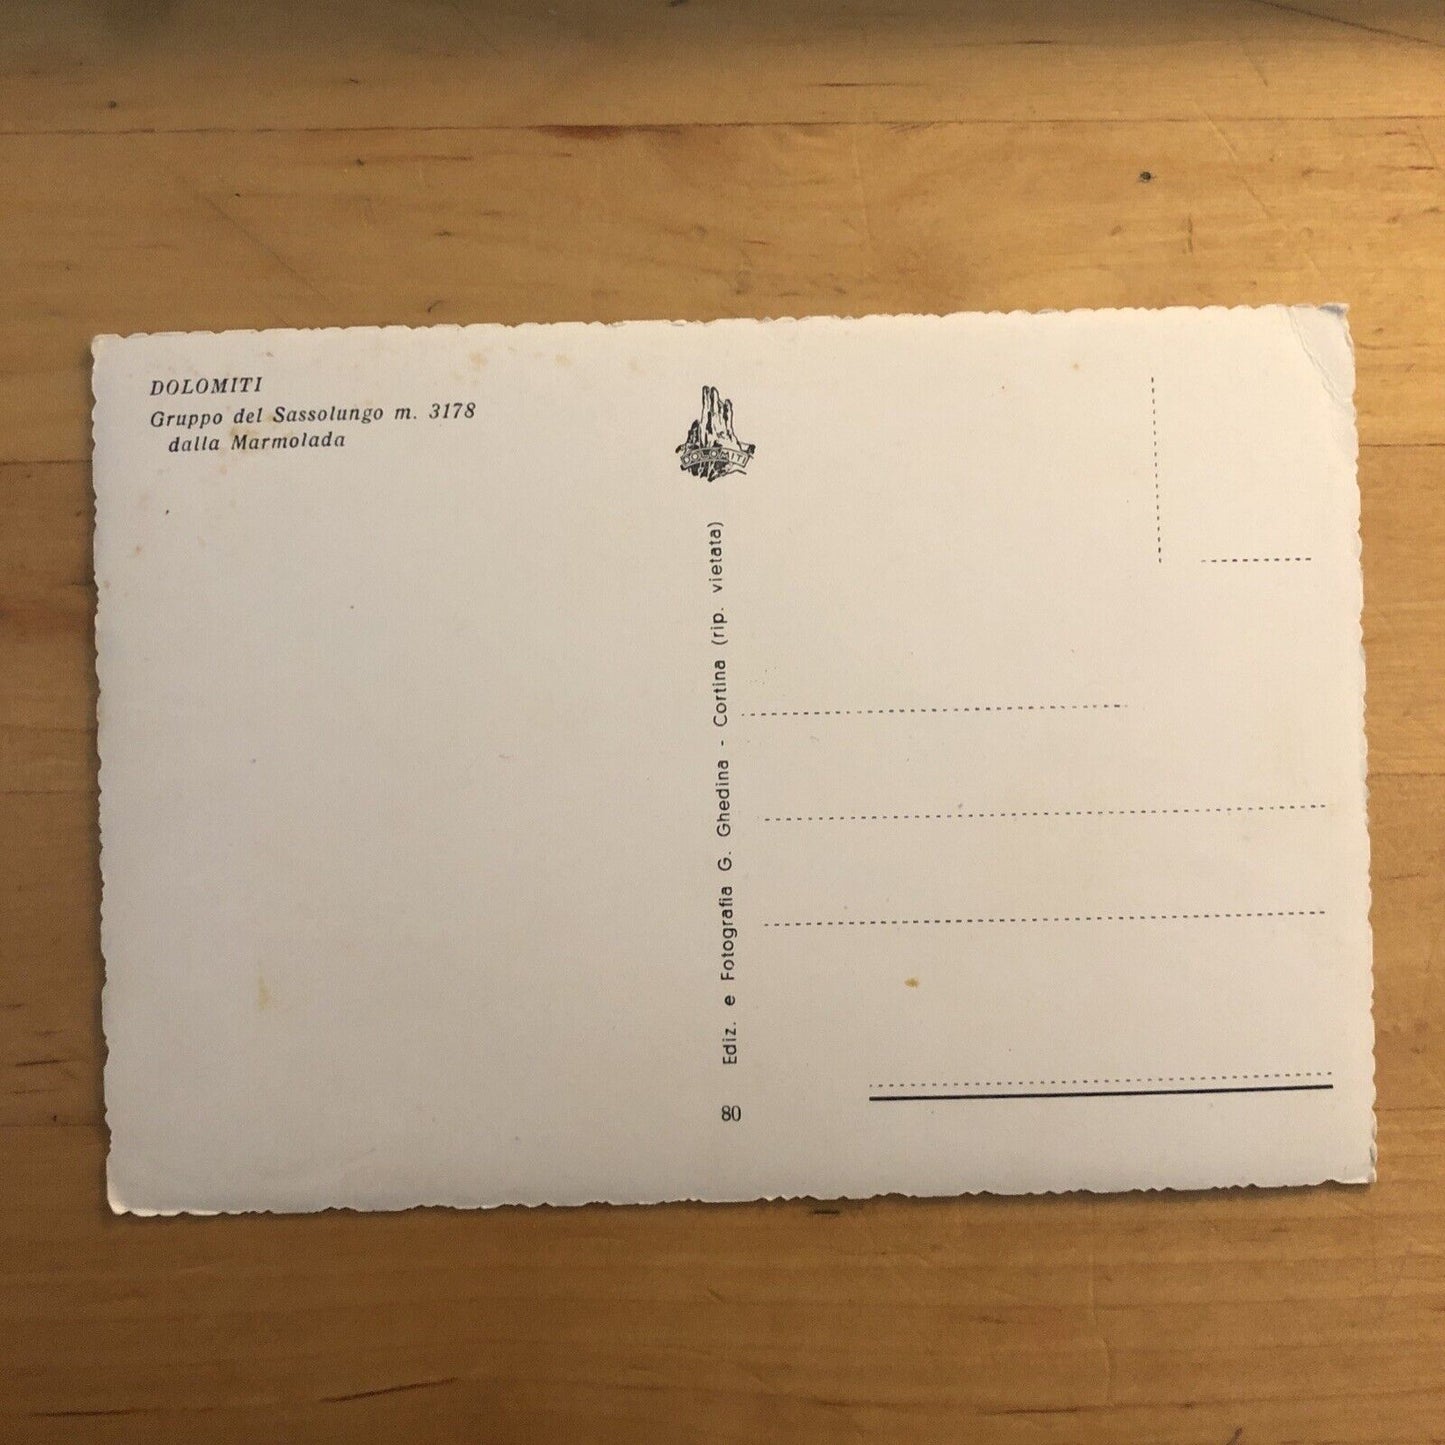 DOLOMITI
Gruppo del Sassolungo m. 3178
dalla Marmolada
DOLOMITI
Ediz. e Fotografia G. Ghedina - Cortina (rip. vietata)
80